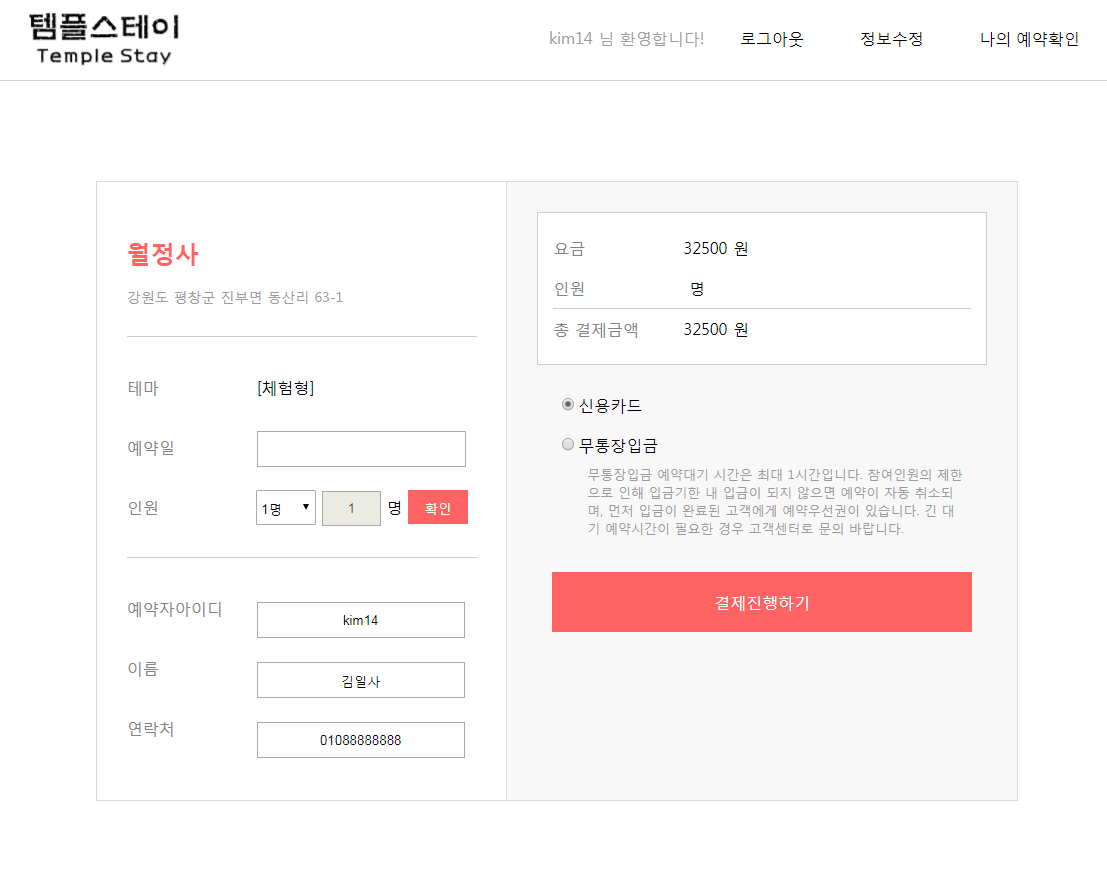 템플스테이
Temple Stay
kim14 님 환영합니다! 로그아웃 정보수정 나의 예약확인
월정사
강원도 평창군 진부면 동산리 63-1
테마 [체험형]
예약일
인원 1명 1 명 확인
예약자아이디 kim14
이름 김일사
연락처 01088888888
요금 32500 원
인원 명
총 결제금액 32500 원
신용카드
무통장입금
무통장입금 예약대기 시간은 최대 1시간입니다. 참여인원의 제한
으로 인해 입금기한 내 입금이 되지 않으면 예약이 자동 취소되
며, 먼저 입금이 완료된 고객에게 예약우선권이 있습니다. 긴 대
기 예약시간이 필요한 경우 고객센터로 문의 바랍니다.
결제진행하기